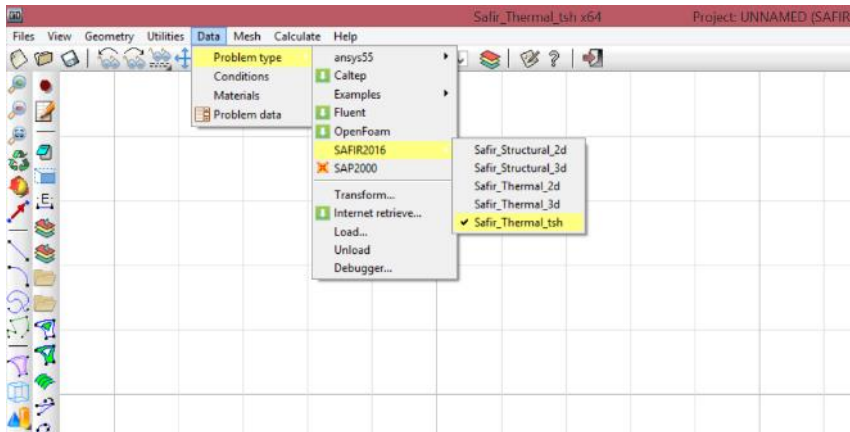 GiD Safir_Thermal_tsh x64 Project: UNNAMED (SAFIR
Files View Geometry Utilities Data Mesh Calculate Help
Problem type
Conditions
Materials
Problem data
ansys55
Caltep
Examples
Fluent
OpenFoam
SAFIR2016
SAP2000
Transform...
Internet retrieve...
Load...
Unload
Debugger...
Safir_Structural_2d
Safir_Structural_3d
Safir_Thermal_2d
Safir_Thermal_3d
Safir_Thermal_tsh